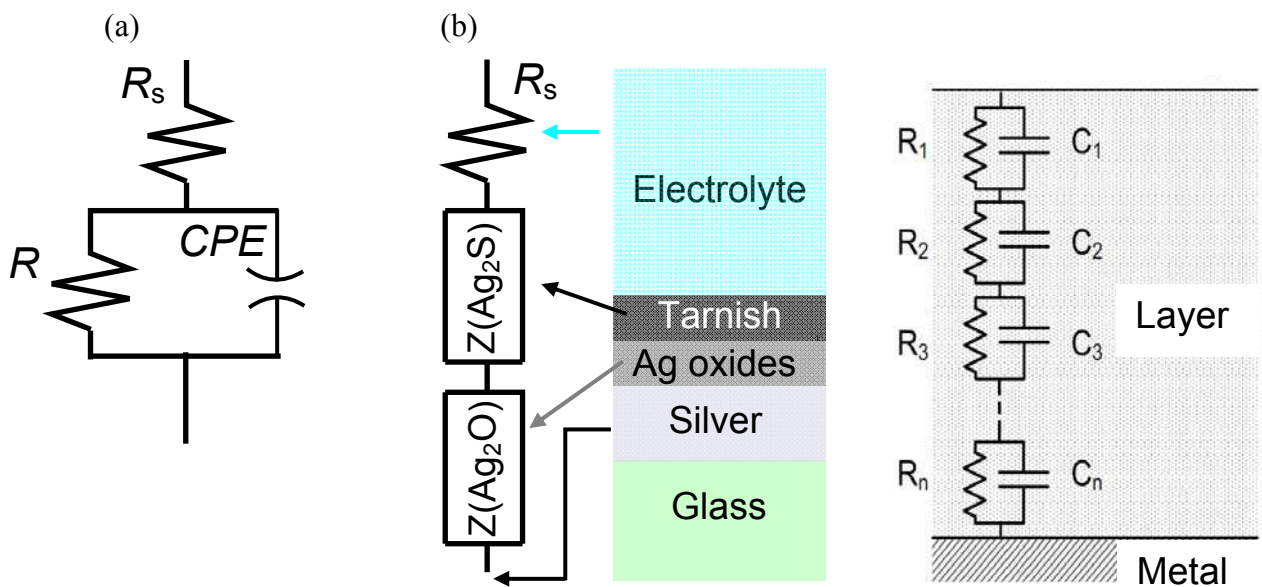 (a)
(b)
Rs
R
CPE
Rs
Z(Ag2S)
Z(Ag2O)
Electrolyte
Tarnish
Ag oxides
Silver
Glass
R1
C1
R2
C2
R3
C3
Rn
Cn
Layer
Metal